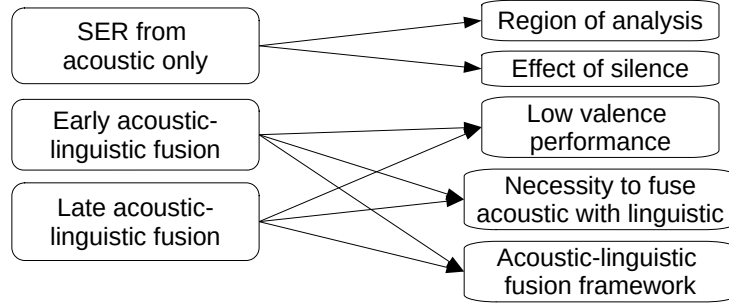 SER from
acoustic only
Early acoustic-
linguistic fusion
Late acoustic-
linguistic fusion
Region of analysis
Effect of silence
Low valence
performance
Necessity to fuse
acoustic with linguistic
Acoustic-linguistic
fusion framework